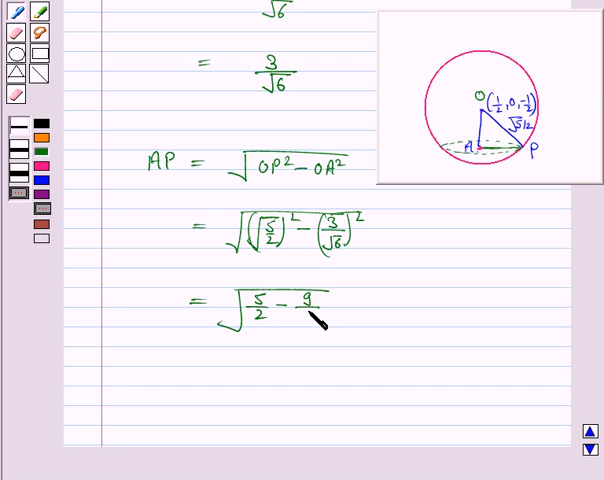 √6
= 3/√6
AP = √(OP² − OA²)
= √((√5/2)² − (3/√6)²)
= √(5/2 − 9/
O (1/2, 0, −1/2)
√5/2
A
P